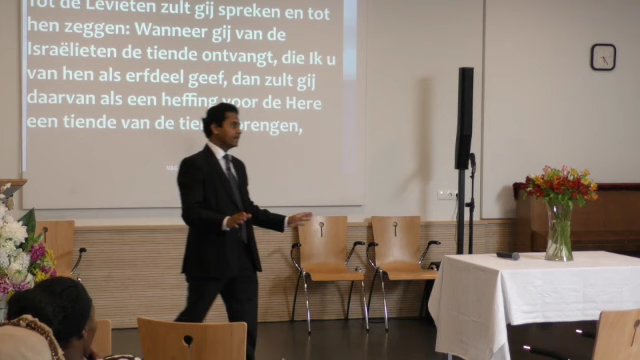 Tot de Levieten zult gij spreken en tot
hen zeggen: Wanneer gij van de
Israëlieten de tiende ontvangt, die Ik u
van hen als erfdeel geef, dan zult gij
daarvan als een heffing voor de Here
een tiende van de brengen,